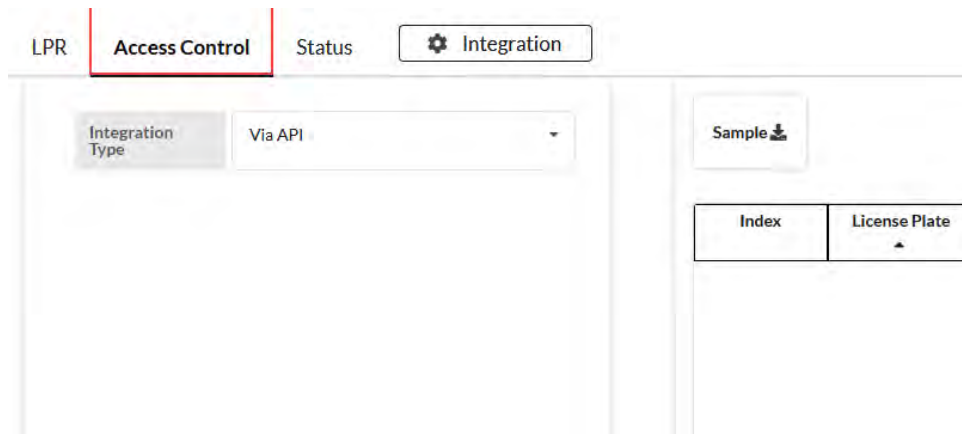 LPR Access Control Status Integration
Integration Type Via API
Sample
Index License Plate